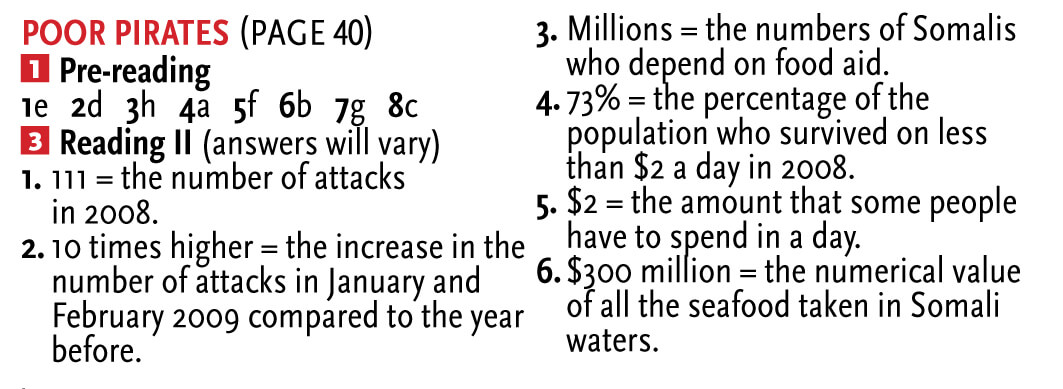 POOR PIRATES (PAGE 40)
1 Pre-reading
1e 2d 3h 4a 5f 6b 7g 8c
3 Reading II (answers will vary)
1. 111 = the number of attacks
in 2008.
2. 10 times higher = the increase in the
number of attacks in January and
February 2009 compared to the year
before.
3. Millions = the numbers of Somalis
who depend on food aid.
4. 73% = the percentage of the
population who survived on less
than $2 a day in 2008.
5. $2 = the amount that some people
have to spend in a day.
6. $300 million = the numerical value
of all the seafood taken in Somali
waters.